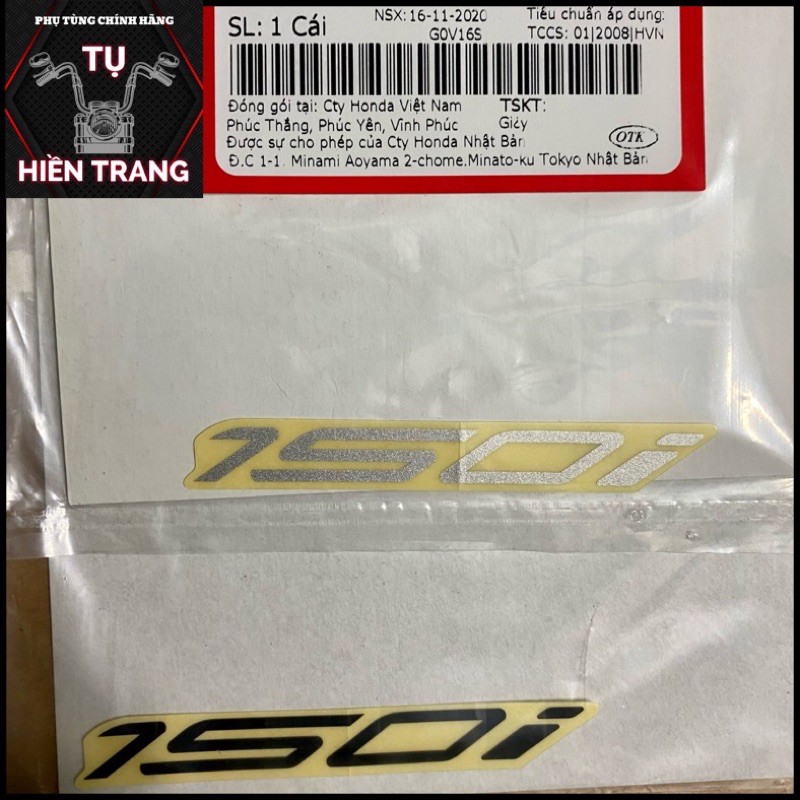 PHỤ TÙNG CHÍNH HÃNG
TỤ
HIỀN TRANG
SL: 1 Cái
NSX:16-11-2020
G0V16S
Tiêu chuẩn áp dụng:
TCCS: 01|2008|HVN
Đóng gói tại: Cty Honda Việt Nam
Phúc Thắng, Phúc Yên, Vĩnh Phúc
Được sự cho phép của Cty Honda Nhật Bản
Đ.C 1-1, Minami Aoyama 2-chome,Minato-ku Tokyo Nhật Bản
TSKT:
Giấy
OTK
150i
150i